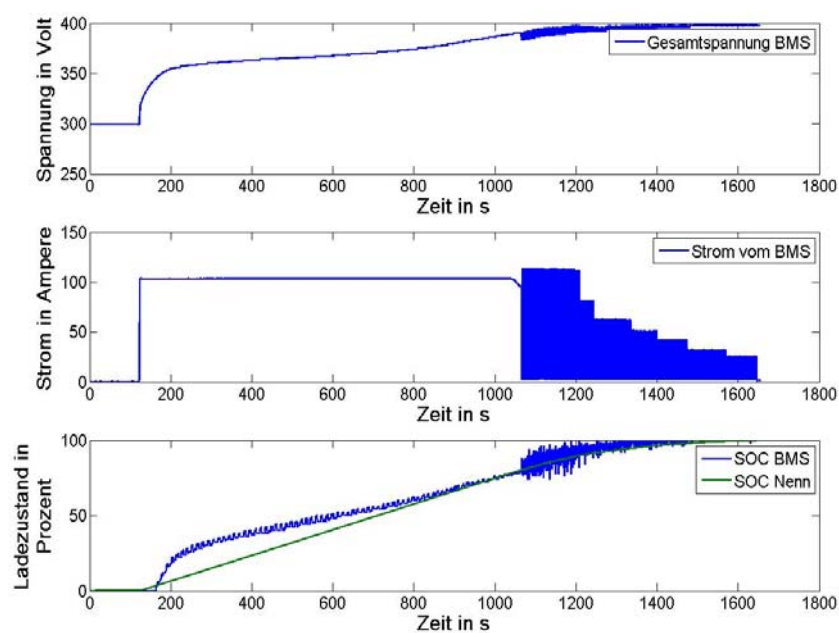 Spannung in Volt
400
350
300
250
0 200 400 600 800 1000 1200 1400 1600 1800
Zeit in s
Gesamtspannung BMS
Strom in Ampere
150
100
50
0
0 200 400 600 800 1000 1200 1400 1600 1800
Zeit in s
Strom vom BMS
Ladezustand in
Prozent
100
50
0
0 200 400 600 800 1000 1200 1400 1600 1800
Zeit in s
SOC BMS
SOC Nenn